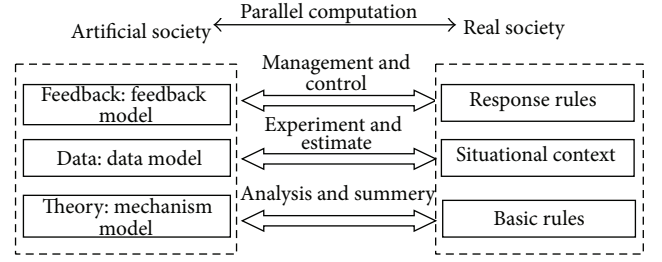 Parallel computation
Artificial society
Real society
Management and
control
Feedback: feedback
model
Response rules
Experiment and
estimate
Data: data model
Situational context
Analysis and summery
Theory: mechanism
model
Basic rules